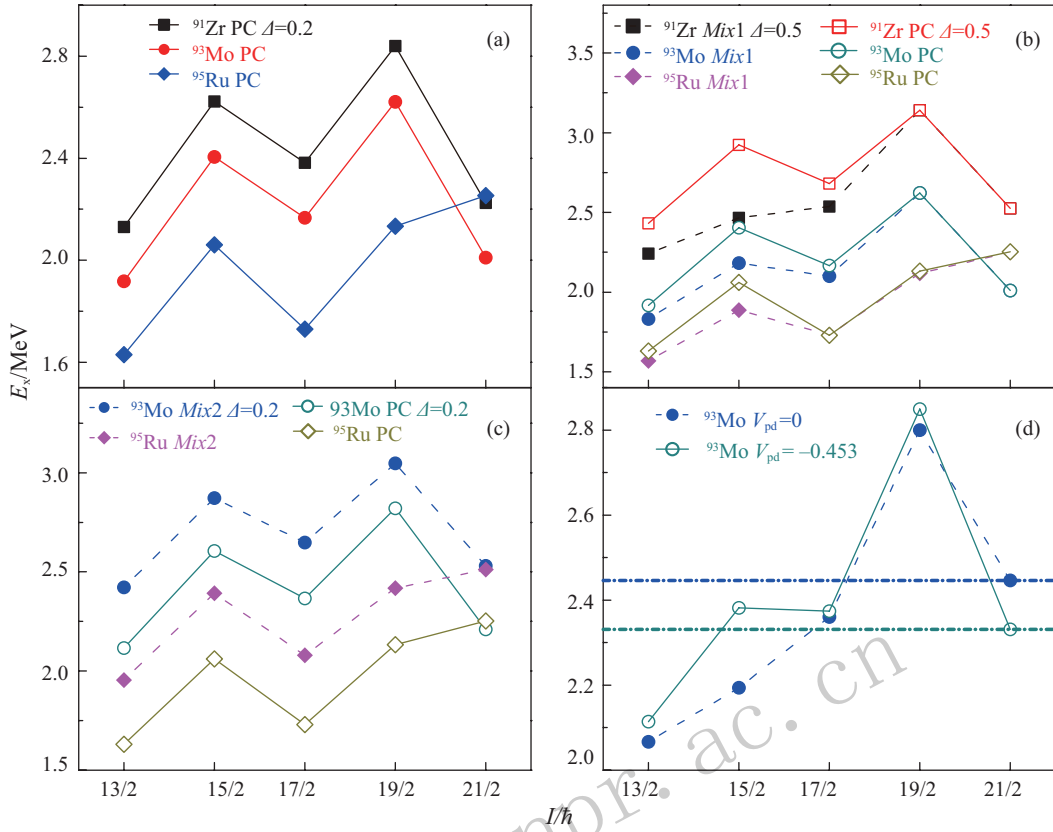 ⁹¹Zr PC Δ=0.2
⁹³Mo PC
⁹⁵Ru PC
(a)
2.8
2.4
2.0
1.6
⁹¹Zr Mix1 Δ=0.5
⁹¹Zr PC Δ=0.5
⁹³Mo Mix1
⁹³Mo PC
⁹⁵Ru Mix1
⁹⁵Ru PC
(b)
3.5
3.0
2.5
2.0
1.5
Eₓ/MeV
⁹³Mo Mix2 Δ=0.2
93Mo PC Δ=0.2
⁹⁵Ru Mix2
⁹⁵Ru PC
(c)
3.0
2.5
2.0
1.5
13/2
15/2
17/2
19/2
21/2
⁹³Mo V_pd=0
⁹³Mo V_pd=−0.453
(d)
2.8
2.6
2.4
2.2
2.0
13/2
15/2
17/2
19/2
21/2
I/ħ
npr.ac.cn